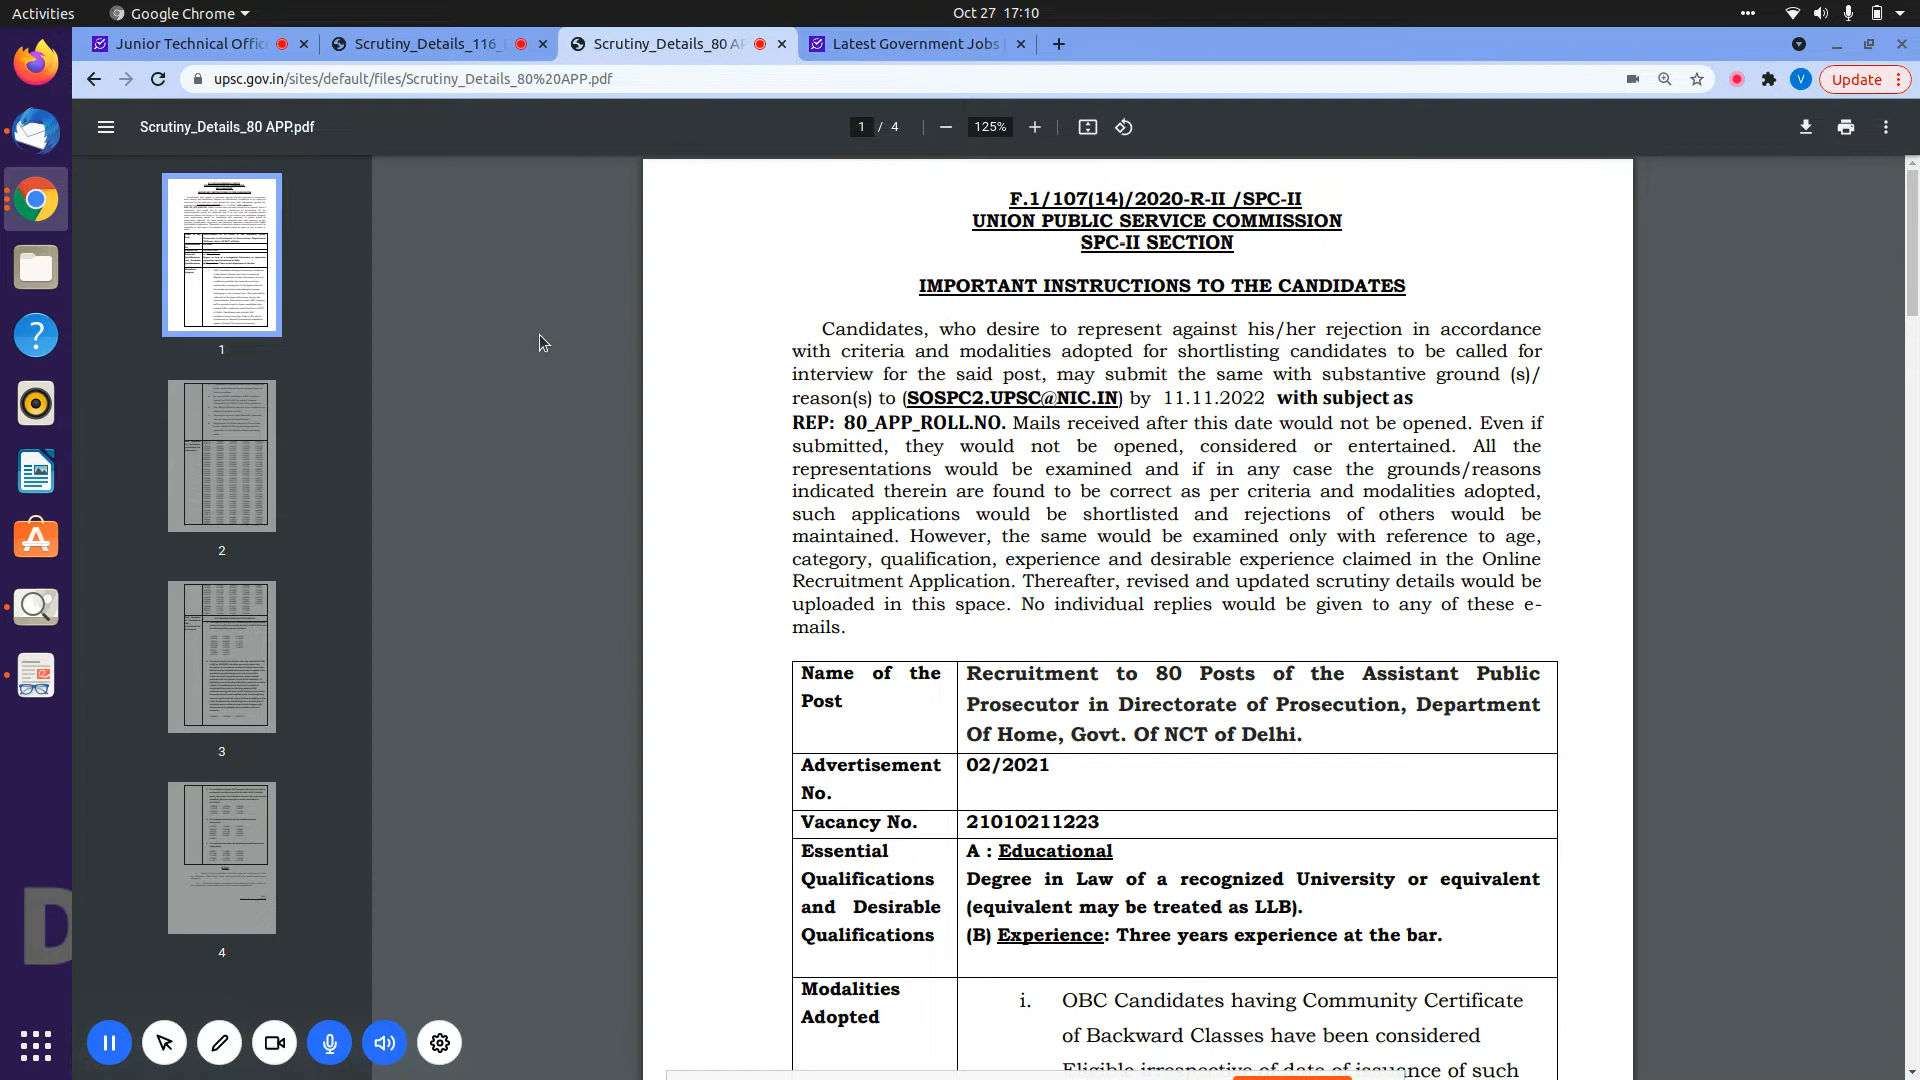 Activities Google Chrome Oct 27 17:10
Junior Technical Offic Scrutiny_Details_116_ Scrutiny_Details_80 AP Latest Government Jobs
upsc.gov.in/sites/default/files/Scrutiny_Details_80%20APP.pdf V Update
Scrutiny_Details_80 APP.pdf 1 / 4 125%
F.1/107(14)/2020-R-II /SPC-II
UNION PUBLIC SERVICE COMMISSION
SPC-II SECTION
IMPORTANT INSTRUCTIONS TO THE CANDIDATES
Candidates, who desire to represent against his/her rejection in accordance
with criteria and modalities adopted for shortlisting candidates to be called for
interview for the said post, may submit the same with substantive ground (s)/
reason(s) to (SOSPC2.UPSC@NIC.IN) by 11.11.2022 with subject as
REP: 80_APP_ROLL.NO. Mails received after this date would not be opened. Even if
submitted, they would not be opened, considered or entertained. All the
representations would be examined and if in any case the grounds/reasons
indicated therein are found to be correct as per criteria and modalities adopted,
such applications would be shortlisted and rejections of others would be
maintained. However, the same would be examined only with reference to age,
category, qualification, experience and desirable experience claimed in the Online
Recruitment Application. Thereafter, revised and updated scrutiny details would be
uploaded in this space. No individual replies would be given to any of these e-
mails.
Name of the Post
Recruitment to 80 Posts of the Assistant Public
Prosecutor in Directorate of Prosecution, Department
Of Home, Govt. Of NCT of Delhi.
Advertisement No.
02/2021
Vacancy No.
21010211223
Essential
Qualifications
and Desirable
Qualifications
A : Educational
Degree in Law of a recognized University or equivalent
(equivalent may be treated as LLB).
(B) Experience: Three years experience at the bar.
Modalities
Adopted
i. OBC Candidates having Community Certificate
of Backward Classes have been considered
Eligible irrespective of date of issuance of such
1
2
3
4